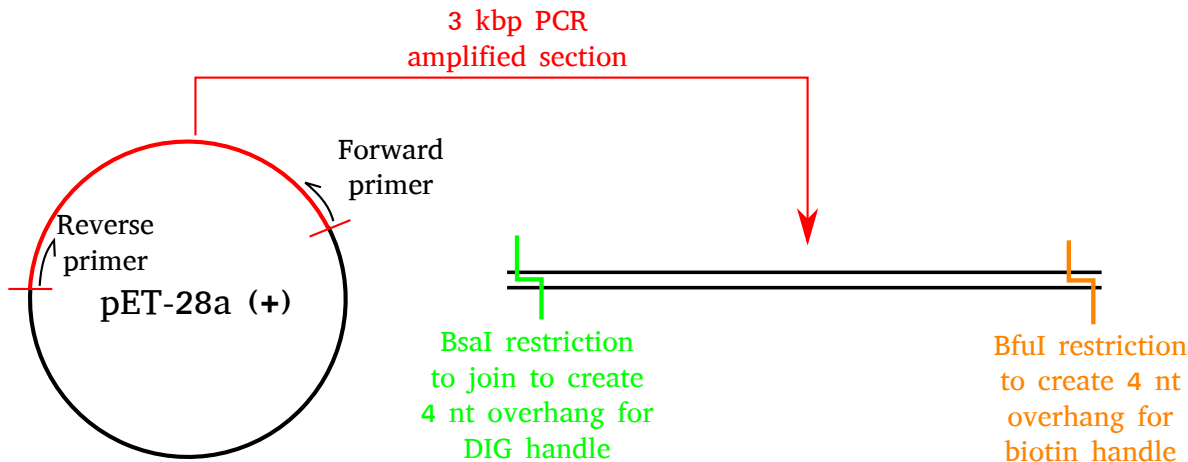 3 kbp PCR
amplified section
Forward
primer
Reverse
primer
pET-28a (+)
BsaI restriction
to join to create
4 nt overhang for
DIG handle
BfuI restriction
to create 4 nt
overhang for
biotin handle